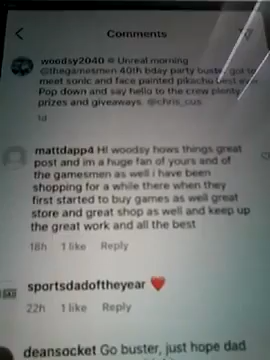 Comments
woodsy2040 Unreal morning
@thegamesmen 40th bday party buster got to
meet sonic and face painted pikachu best ever
Pop down and say hello to the crew plenty
prizes and giveaways. @chris_cus
1d
mattdapp4 Hi woodsy hows things great
post and im a huge fan of yours and of
the gamesmen as well i have been
shopping for a while there when they
first started to buy games as well great
store and great shop as well and keep up
the great work and all the best
18h 1 like Reply
sportsdadoftheyear ❤️
22h 1 like Reply
deansocket Go buster, just hope dad